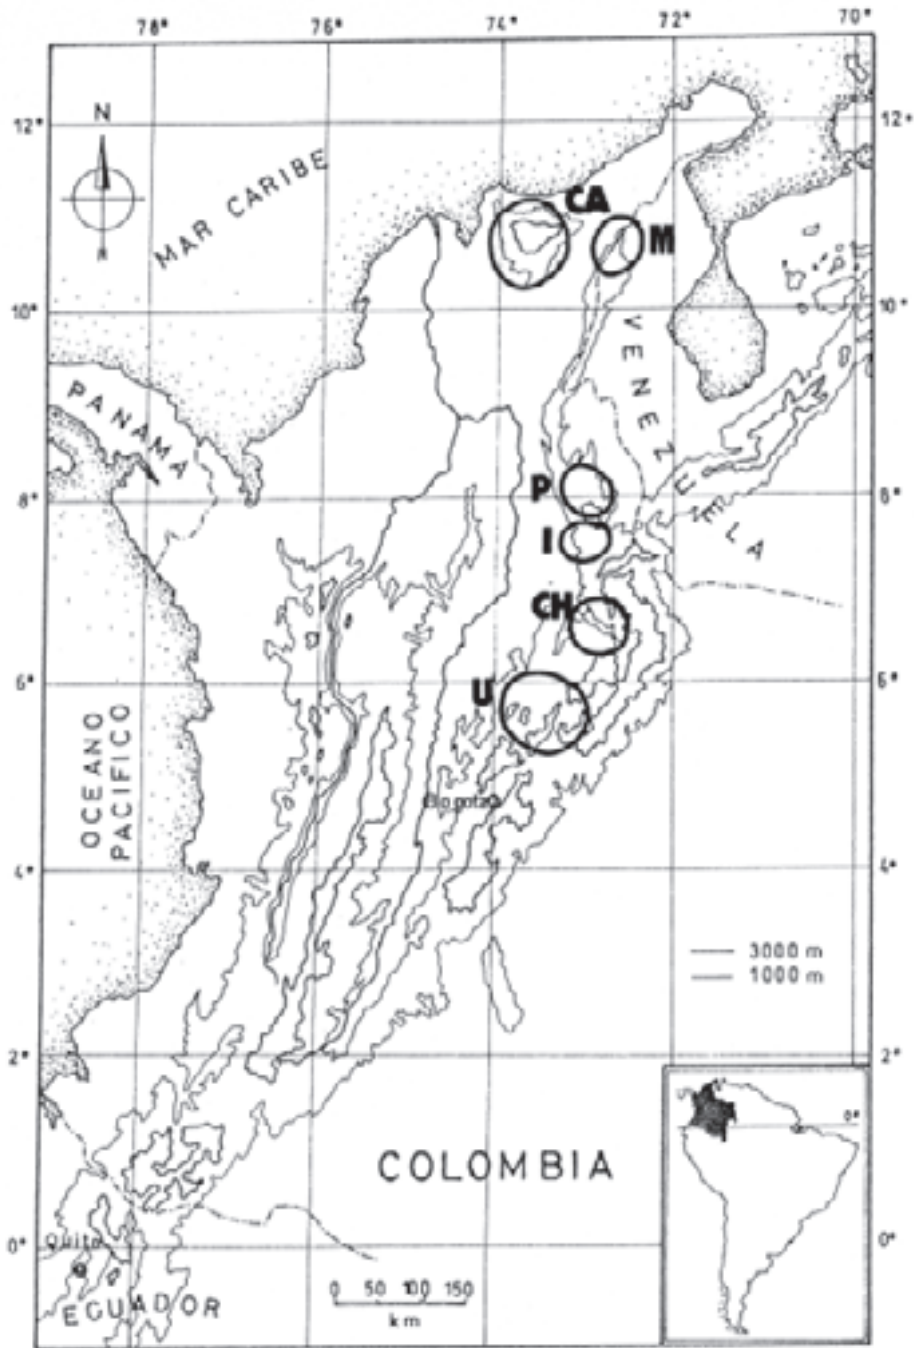 78° 76° 74° 72° 70°
N
12° 12°
MAR CARIBE
CA
M
10° 10°
VENEZUELA
PANAMA
P
8° 8°
I
CH
6° 6°
U
OCEANO
PACIFICO
4° 4°
3000 m
1000 m
2° 2°
0°
COLOMBIA
0° 0°
Quito
ECUADOR
0 50 100 150
km